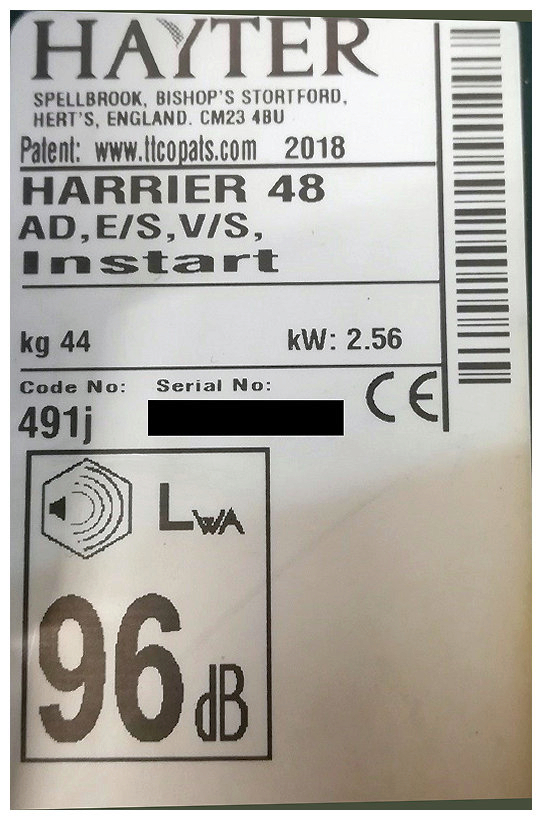 HAYTER
SPELLBROOK, BISHOP'S STORTFORD,
HERT'S, ENGLAND. CM23 4BU
Patent: www.ttcopats.com 2018
HARRIER 48
AD,E/S,V/S,
Instart
kg 44 kW: 2.56
Code No: Serial No:
491j
CE
LWA
96 dB